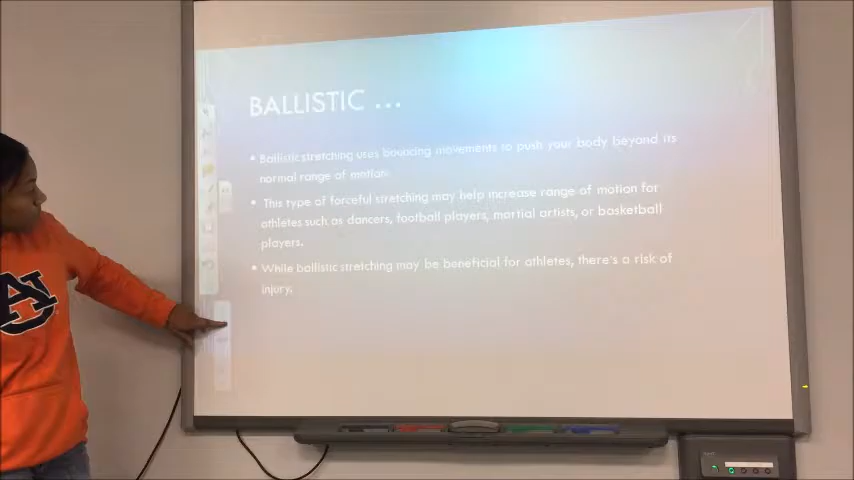 BALLISTIC ...
• Ballistic stretching uses bouncing movements to push your body beyond its
normal range of motion.
• This type of forceful stretching may help increase range of motion for
athletes such as dancers, football players, martial artists, or basketball
players.
• While ballistic stretching may be beneficial for athletes, there's a risk of
injury.
AU